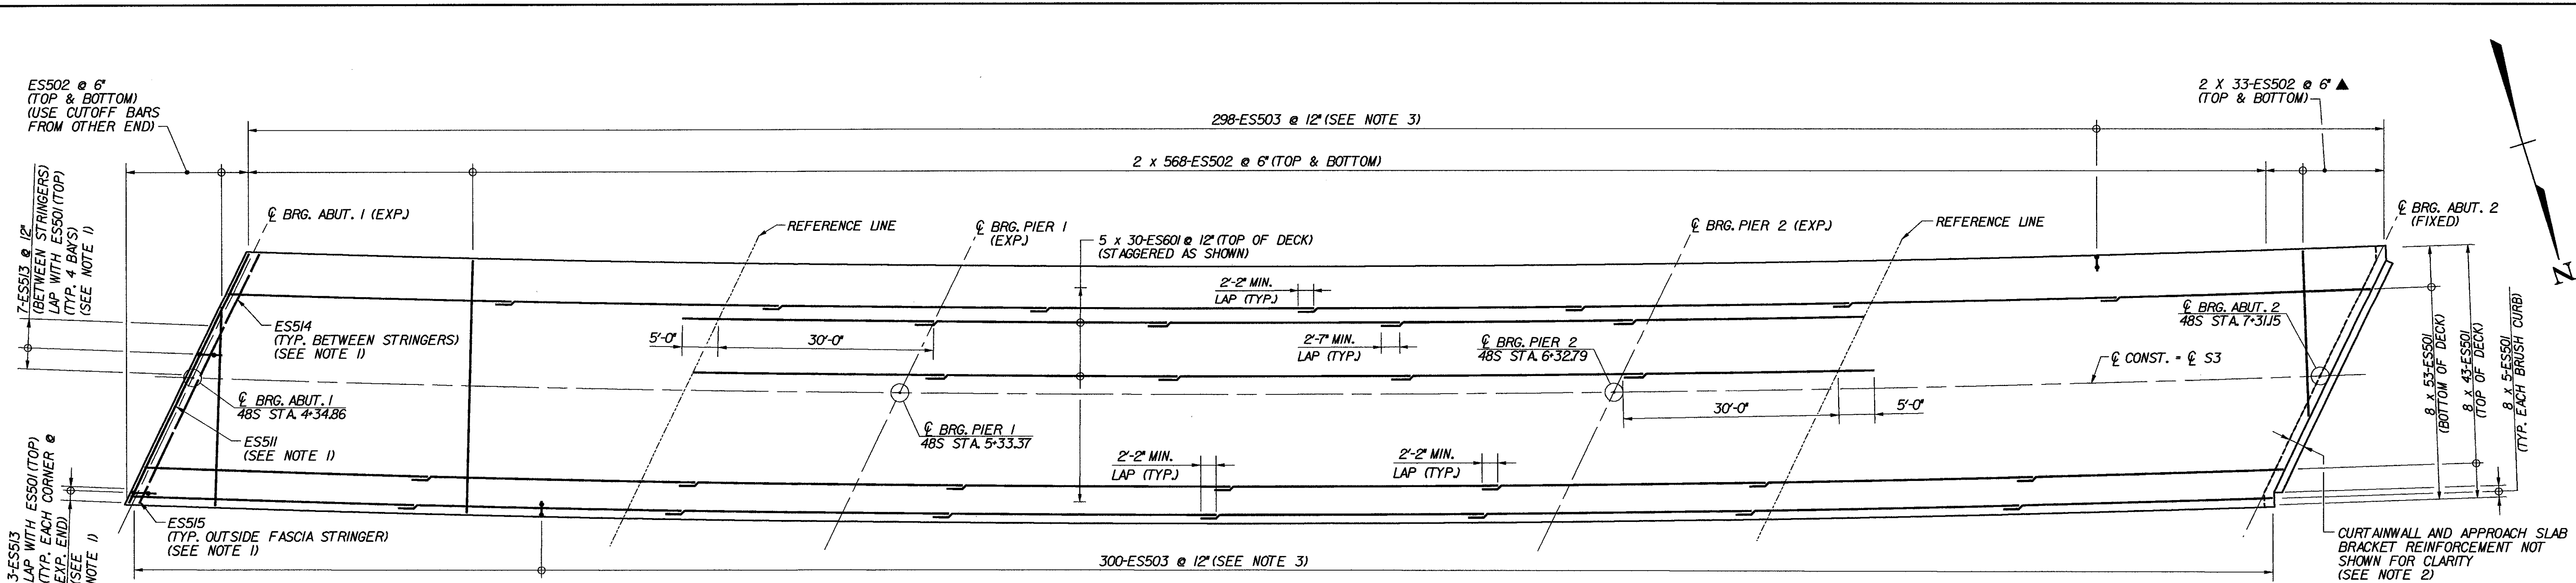 ES502 @ 6"
(TOP & BOTTOM)
(USE CUTOFF BARS
FROM OTHER END)
2 X 33-ES502 @ 6" ▲
(TOP & BOTTOM)
298-ES503 @ 12" (SEE NOTE 3)
2 x 568-ES502 @ 6" (TOP & BOTTOM)
7-ES513 @ 12"
(BETWEEN STRINGERS)
LAP WITH ES501 (TOP)
(TYP. 4 BAYS)
(SEE NOTE 1)
℄ BRG. ABUT. 1 (EXP.)
REFERENCE LINE
℄ BRG. PIER 1
(EXP.)
5 x 30-ES601 @ 12" (TOP OF DECK)
(STAGGERED AS SHOWN)
℄ BRG. PIER 2 (EXP.)
REFERENCE LINE
℄ BRG. ABUT. 2
(FIXED)
N
2'-2" MIN.
LAP (TYP.)
ES514
(TYP. BETWEEN STRINGERS)
(SEE NOTE 1)
5'-0"
30'-0"
2'-7" MIN.
LAP (TYP.)
℄ BRG. PIER 2
48S STA. 6+32.79
℄ BRG. ABUT. 2
48S STA. 7+31.15
℄ CONST. = ℄ S3
℄ BRG. ABUT. 1
48S STA. 4+34.86
℄ BRG. PIER 1
48S STA. 5+33.37
30'-0"
5'-0"
8 x 53-ES501
(BOTTOM OF DECK)
8 x 43-ES501
(TOP OF DECK)
8 x 5-ES501
(TYP. EACH BRUSH CURB)
ES511
(SEE NOTE 1)
2'-2" MIN.
LAP (TYP.)
2'-2" MIN.
LAP (TYP.)
3-ES513
LAP WITH ES501 (TOP)
(TYP. EACH CORNER @
EXP. END)
(SEE
NOTE 1)
ES515
(TYP. OUTSIDE FASCIA STRINGER)
(SEE NOTE 1)
300-ES503 @ 12" (SEE NOTE 3)
CURTAINWALL AND APPROACH SLAB
BRACKET REINFORCEMENT NOT
SHOWN FOR CLARITY
(SEE NOTE 2)